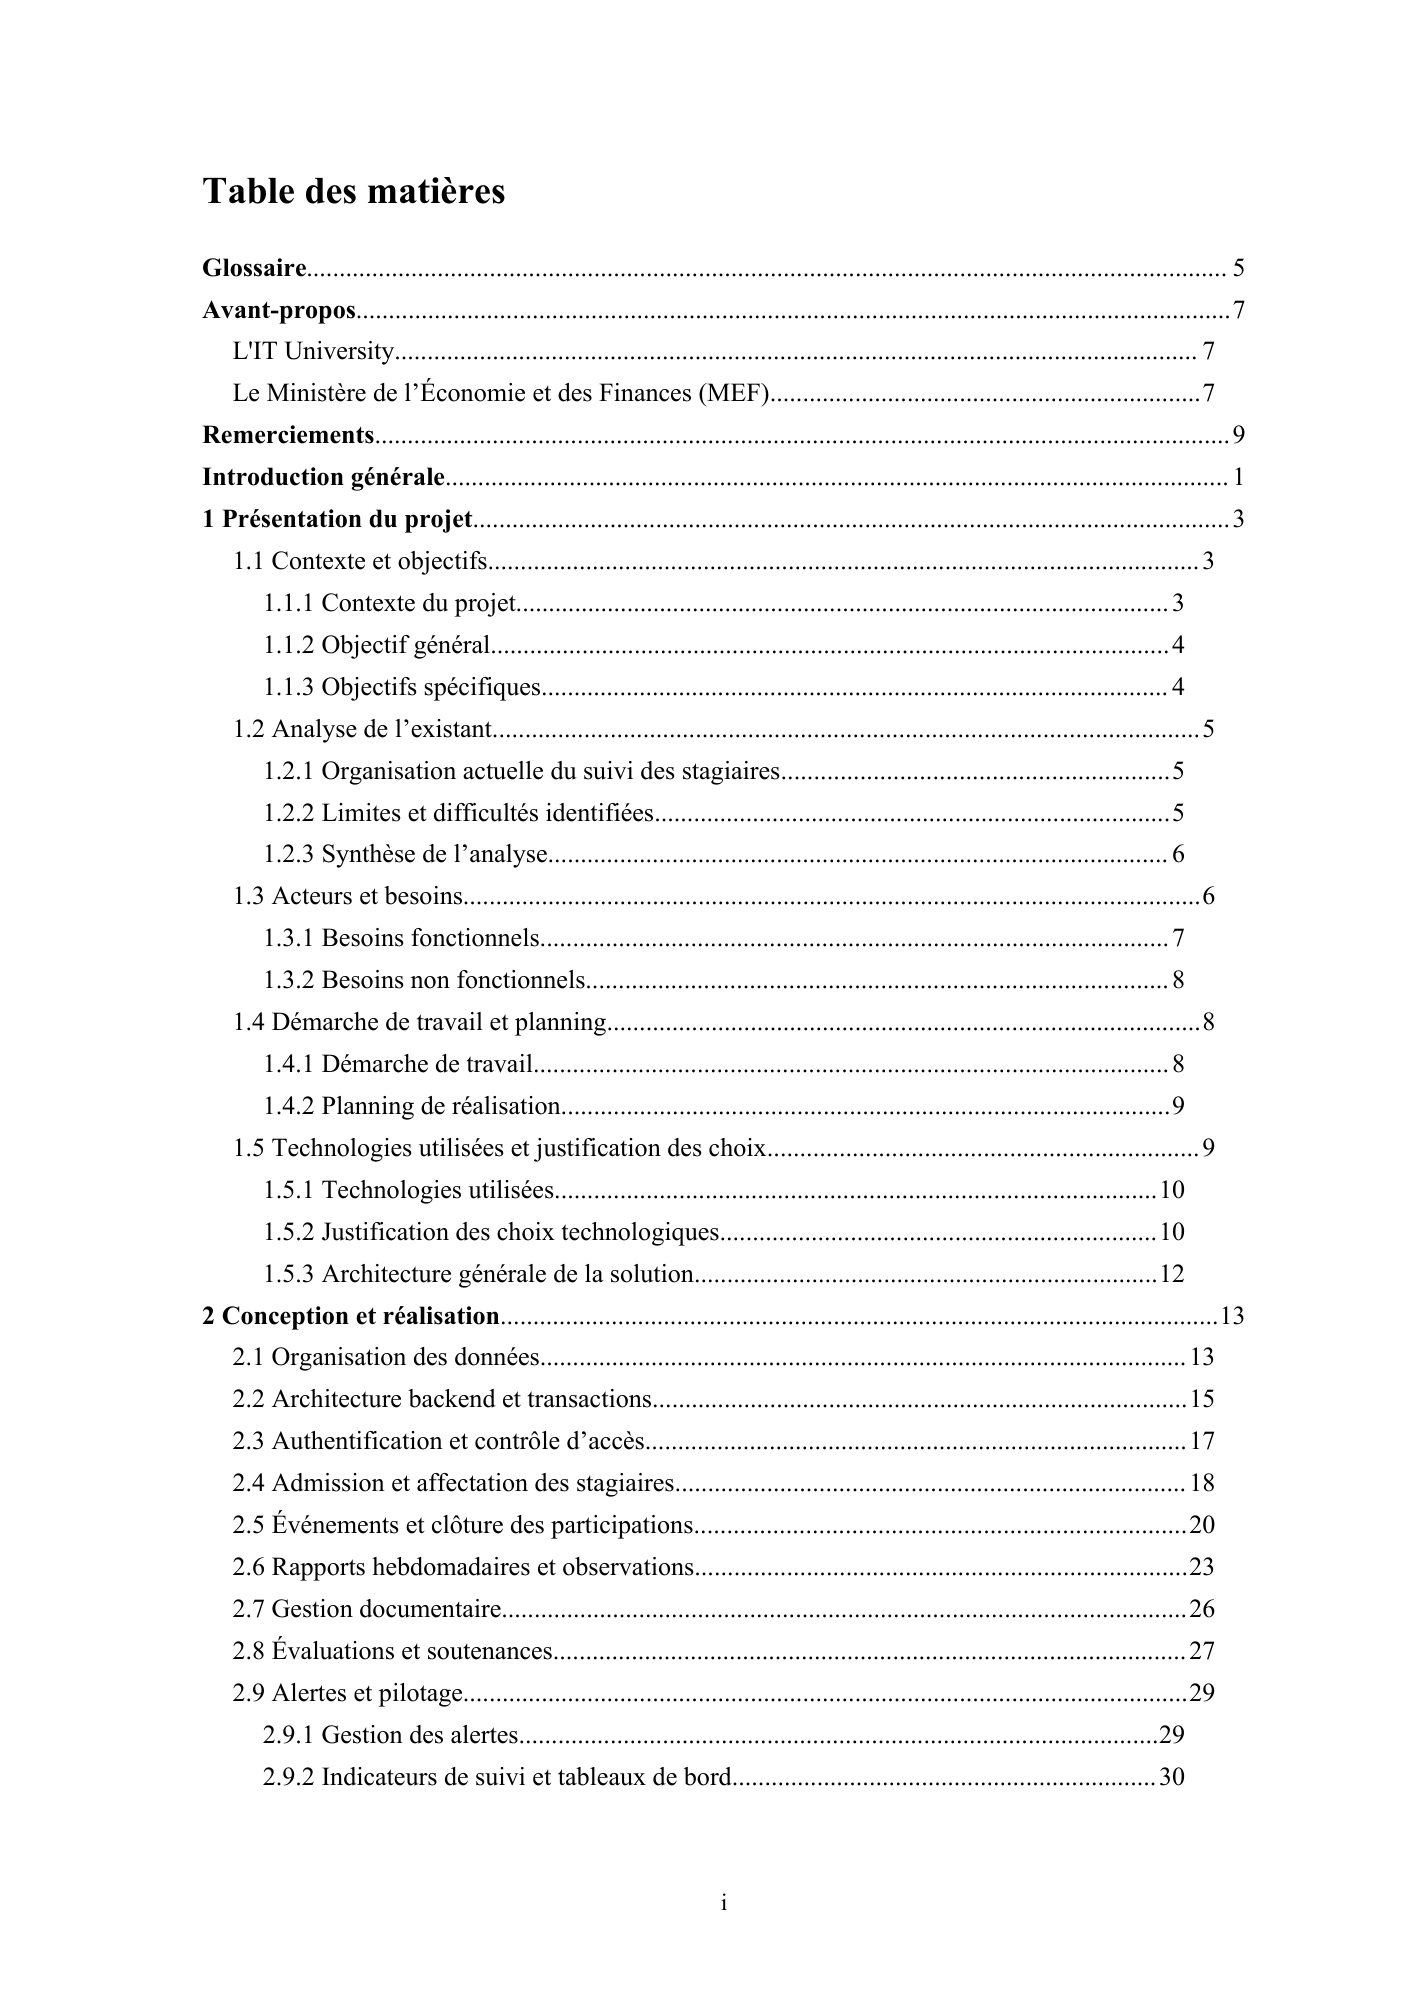 Table des matières
Glossaire 5
Avant-propos 7
L'IT University 7
Le Ministère de l’Économie et des Finances (MEF) 7
Remerciements 9
Introduction générale 1
1 Présentation du projet 3
1.1 Contexte et objectifs 3
1.1.1 Contexte du projet 3
1.1.2 Objectif général 4
1.1.3 Objectifs spécifiques 4
1.2 Analyse de l’existant 5
1.2.1 Organisation actuelle du suivi des stagiaires 5
1.2.2 Limites et difficultés identifiées 5
1.2.3 Synthèse de l’analyse 6
1.3 Acteurs et besoins 6
1.3.1 Besoins fonctionnels 7
1.3.2 Besoins non fonctionnels 8
1.4 Démarche de travail et planning 8
1.4.1 Démarche de travail 8
1.4.2 Planning de réalisation 9
1.5 Technologies utilisées et justification des choix 9
1.5.1 Technologies utilisées 10
1.5.2 Justification des choix technologiques 10
1.5.3 Architecture générale de la solution 12
2 Conception et réalisation 13
2.1 Organisation des données 13
2.2 Architecture backend et transactions 15
2.3 Authentification et contrôle d’accès 17
2.4 Admission et affectation des stagiaires 18
2.5 Événements et clôture des participations 20
2.6 Rapports hebdomadaires et observations 23
2.7 Gestion documentaire 26
2.8 Évaluations et soutenances 27
2.9 Alertes et pilotage 29
2.9.1 Gestion des alertes 29
2.9.2 Indicateurs de suivi et tableaux de bord 30
i